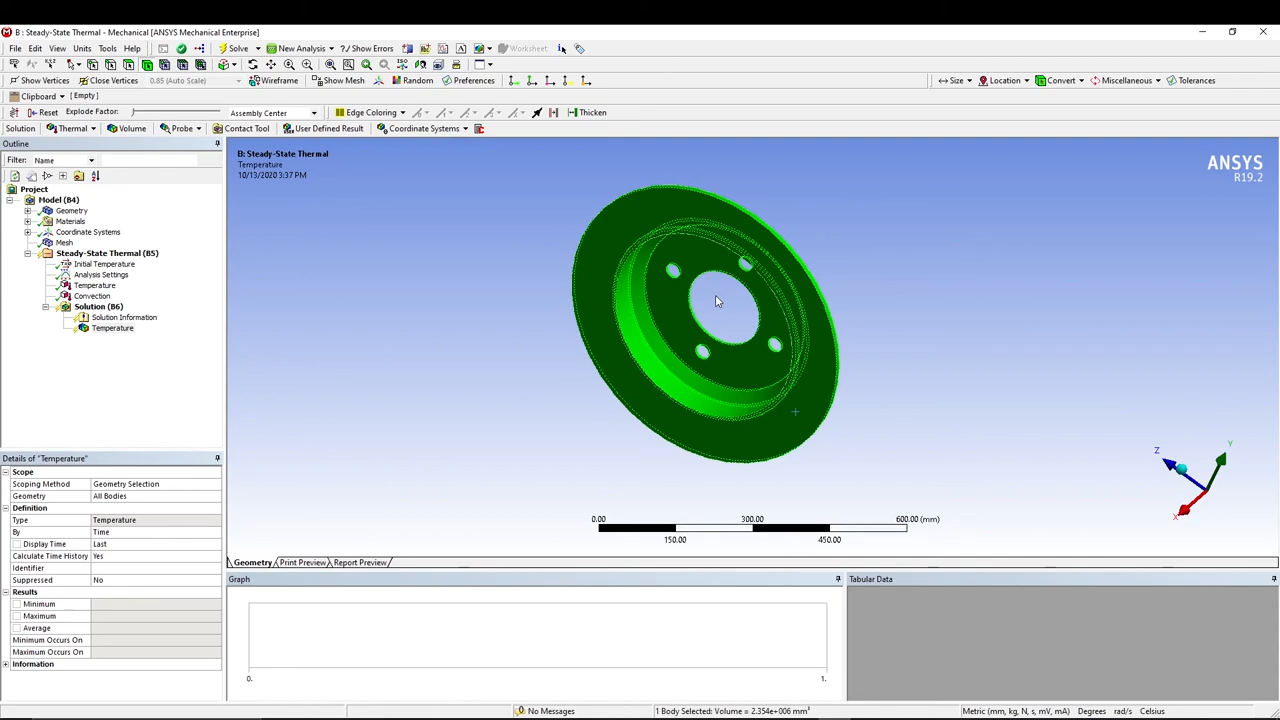 B : Steady-State Thermal - Mechanical [ANSYS Mechanical Enterprise]
File Edit View Units Tools Help Solve New Analysis ? / Show Errors Worksheet
Show Vertices Close Vertices 0.85 (Auto Scale) Wireframe Show Mesh Random Preferences Size Location Convert Miscellaneous Tolerances
Clipboard [ Empty ]
Reset Explode Factor: Assembly Center Edge Coloring Thicken
Solution Thermal Volume Probe Contact Tool User Defined Result Coordinate Systems
Outline
Filter: Name
Project
Model (B4)
Geometry
Materials
Coordinate Systems
Mesh
Steady-State Thermal (B5)
Initial Temperature
Analysis Settings
Temperature
Convection
Solution (B6)
Solution Information
Temperature
B: Steady-State Thermal
Temperature
10/13/2020 3:37 PM
ANSYS
R19.2
Y
Z
X
0.00 300.00 600.00 (mm)
150.00 450.00
Geometry Print Preview Report Preview
Details of "Temperature"
Scope
Scoping Method Geometry Selection
Geometry All Bodies
Definition
Type Temperature
By Time
Display Time Last
Calculate Time History Yes
Identifier
Suppressed No
Results
Minimum
Maximum
Average
Minimum Occurs On
Maximum Occurs On
Information
Graph
0. 1.
Tabular Data
No Messages 1 Body Selected: Volume = 2.354e+006 mm³ Metric (mm, kg, N, s, mV, mA) Degrees rad/s Celsius